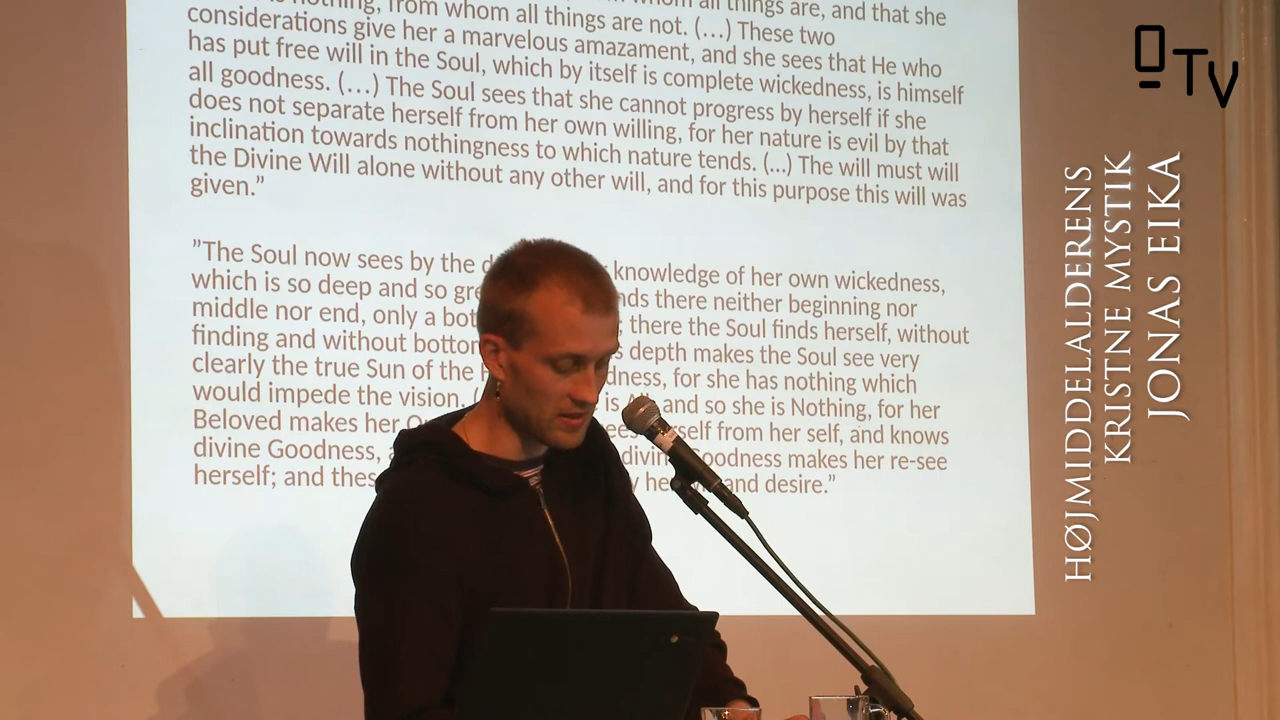 things are, and that she
nothing, from whom all things are not. (…) These two
considerations give her a marvelous amazament, and she sees that He who
has put free will in the Soul, which by itself is complete wickedness, is himself
all goodness. (…) The Soul sees that she cannot progress by herself if she
does not separate herself from her own willing, for her nature is evil by that
inclination towards nothingness to which nature tends. (…) The will must will
the Divine Will alone without any other will, and for this purpose this will was
given.”
”The Soul now sees by the knowledge of her own wickedness,
which is so deep and so there neither beginning nor
middle nor end, only a there the Soul finds herself, without
finding and without depth makes the Soul see very
clearly the true Sun of the for she has nothing which
would impede the vision. is and so she is Nothing, for her
Beloved makes her from her self, and knows
divine Goodness, Goodness makes her re-see
herself; and and desire.”
OTV
HØJMIDDELALDERENS
KRISTNE MYSTIK
JONAS EIKA